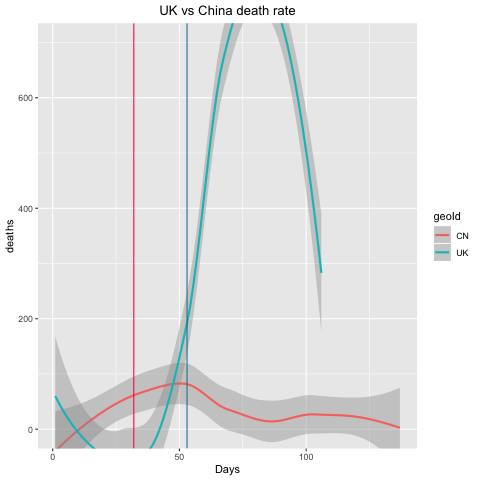 UK vs China death rate
600
400
200
0
deaths
0
50
100
Days
geoId
CN
UK